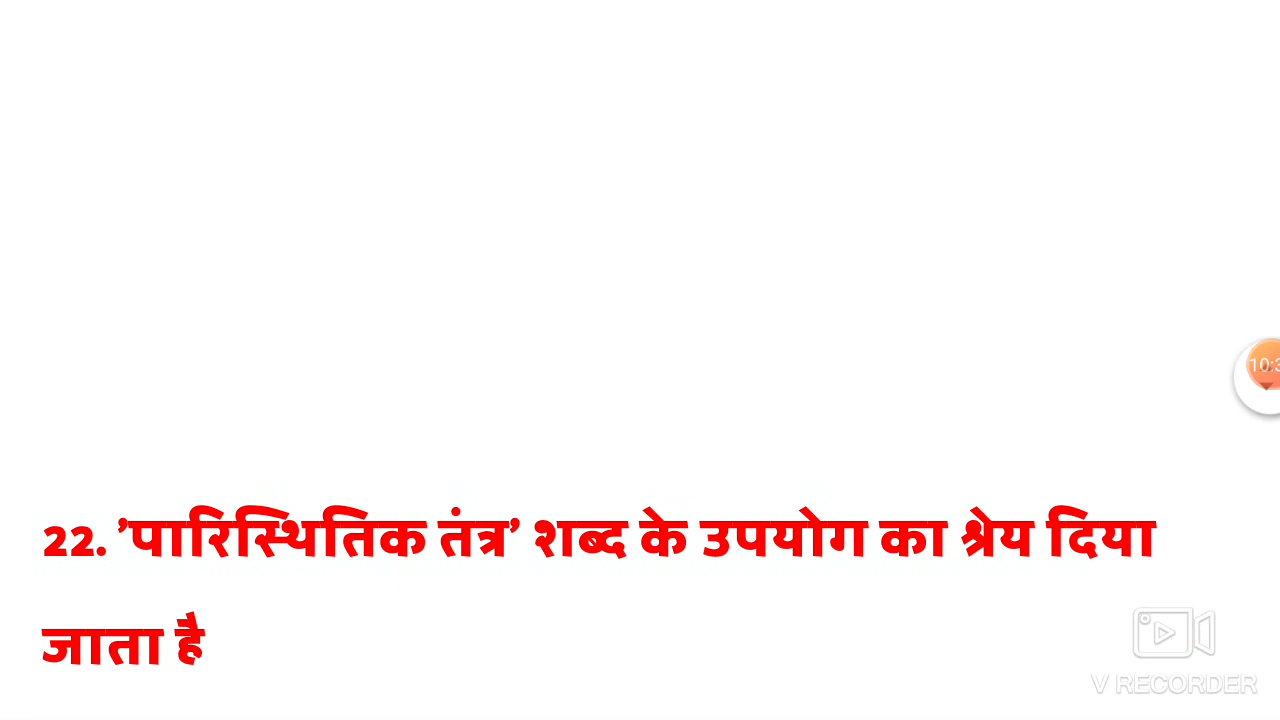 22. ’पारिस्थितिक तंत्र’ शब्द के उपयोग का श्रेय दिया
जाता है
V RECORDER